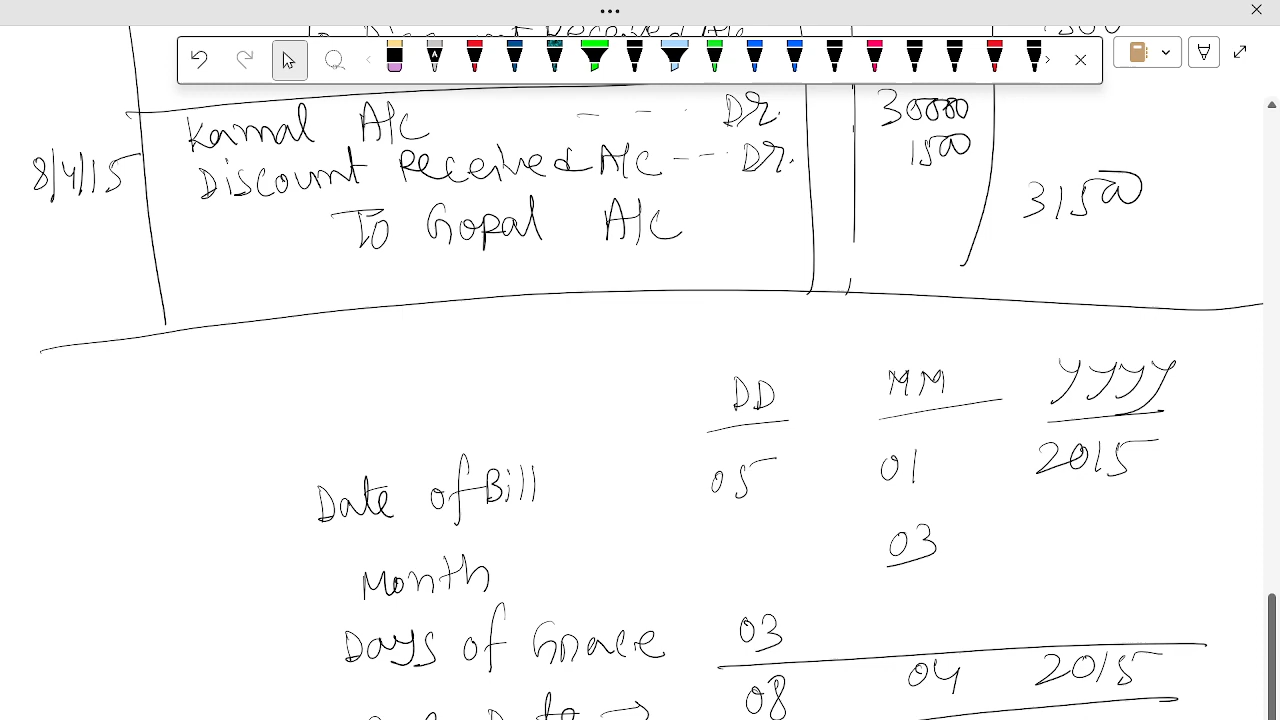 Kamal A/c - - - Dr. 30000
8/4/15 Discount Received A/c --- Dr. 1500
To Gopal A/c 31500
DD MM YYYY
Date of Bill 05 01 2015
Month 03
Days of Grace 03
08 04 2015